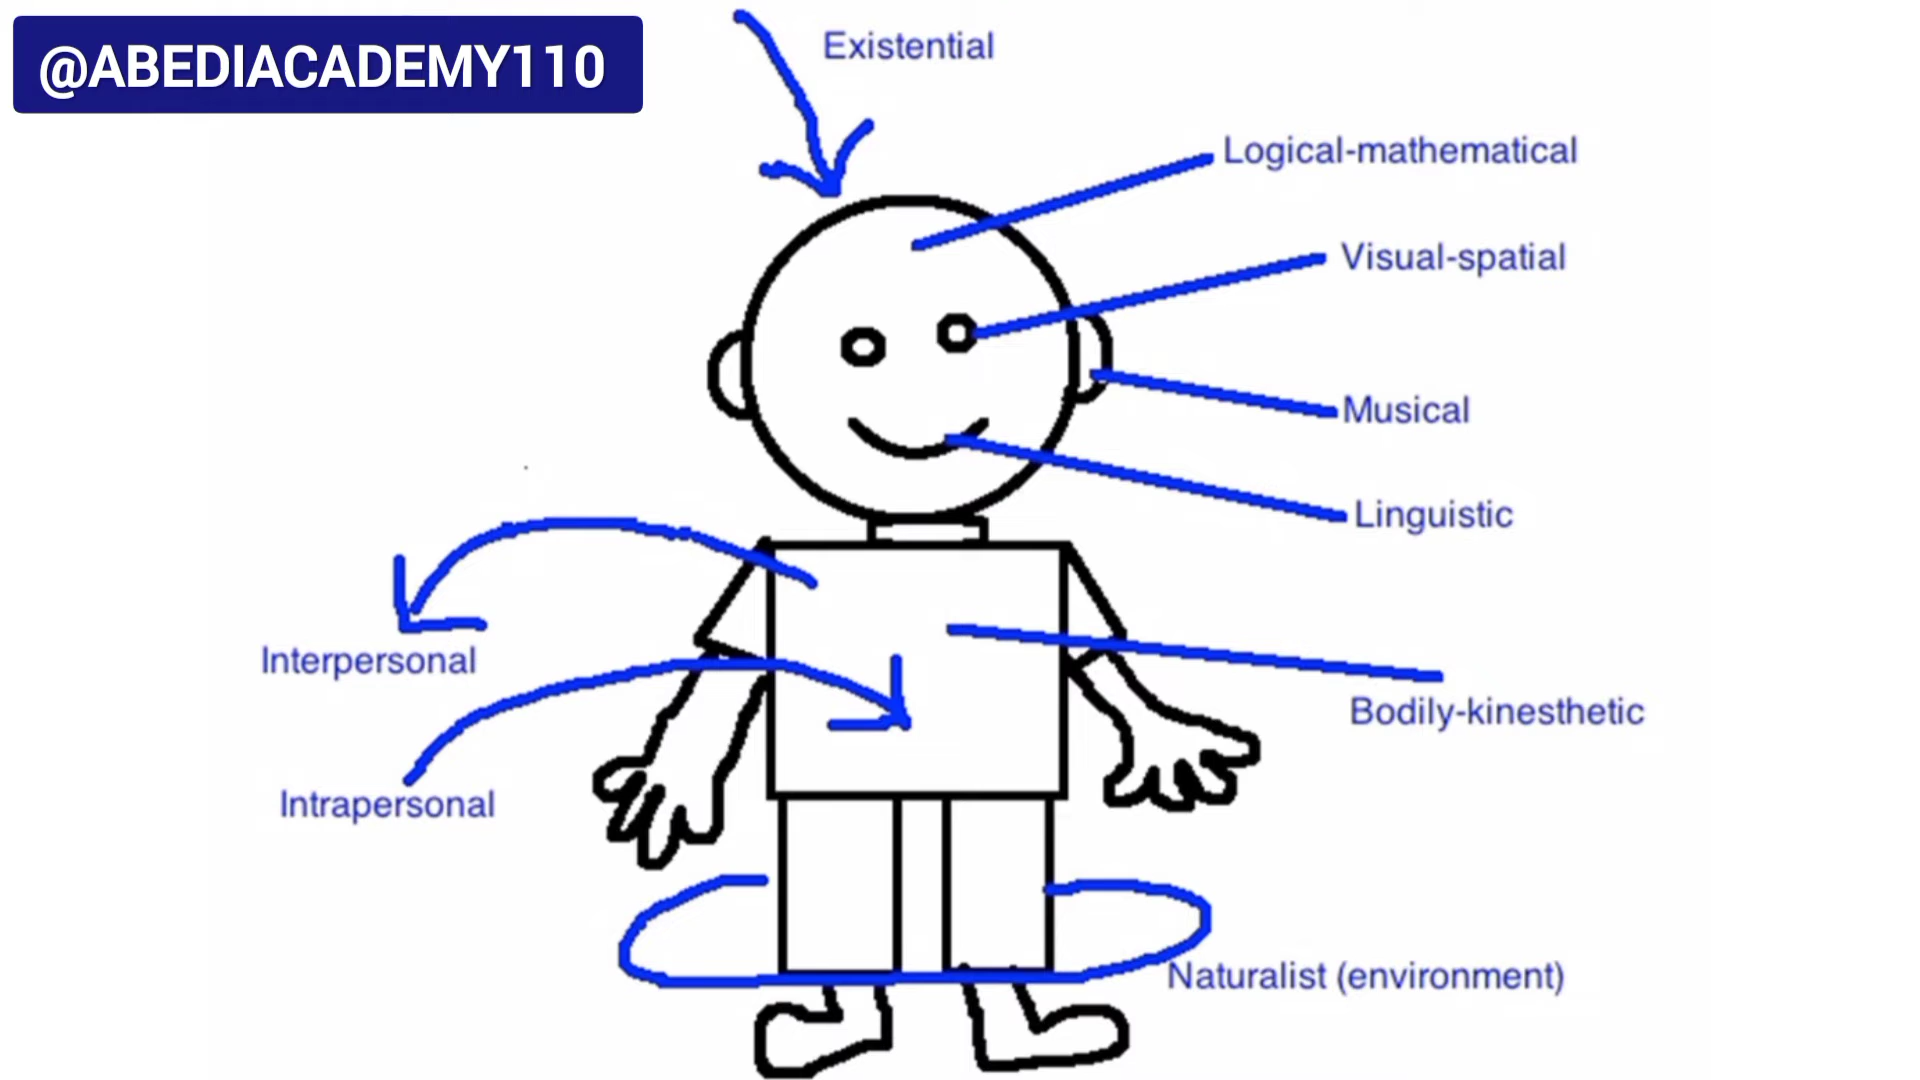 @ABEDIACADEMY110
Existential
Logical-mathematical
Visual-spatial
Musical
Linguistic
Interpersonal
Bodily-kinesthetic
Intrapersonal
Naturalist (environment)